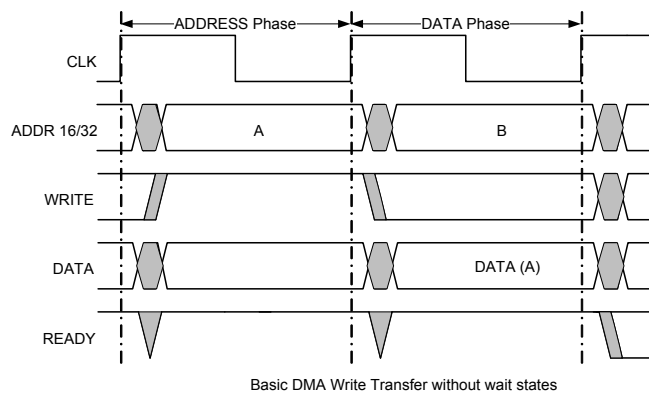 ADDRESS Phase DATA Phase
CLK
ADDR 16/32 A B
WRITE
DATA DATA (A)
READY
Basic DMA Write Transfer without wait states